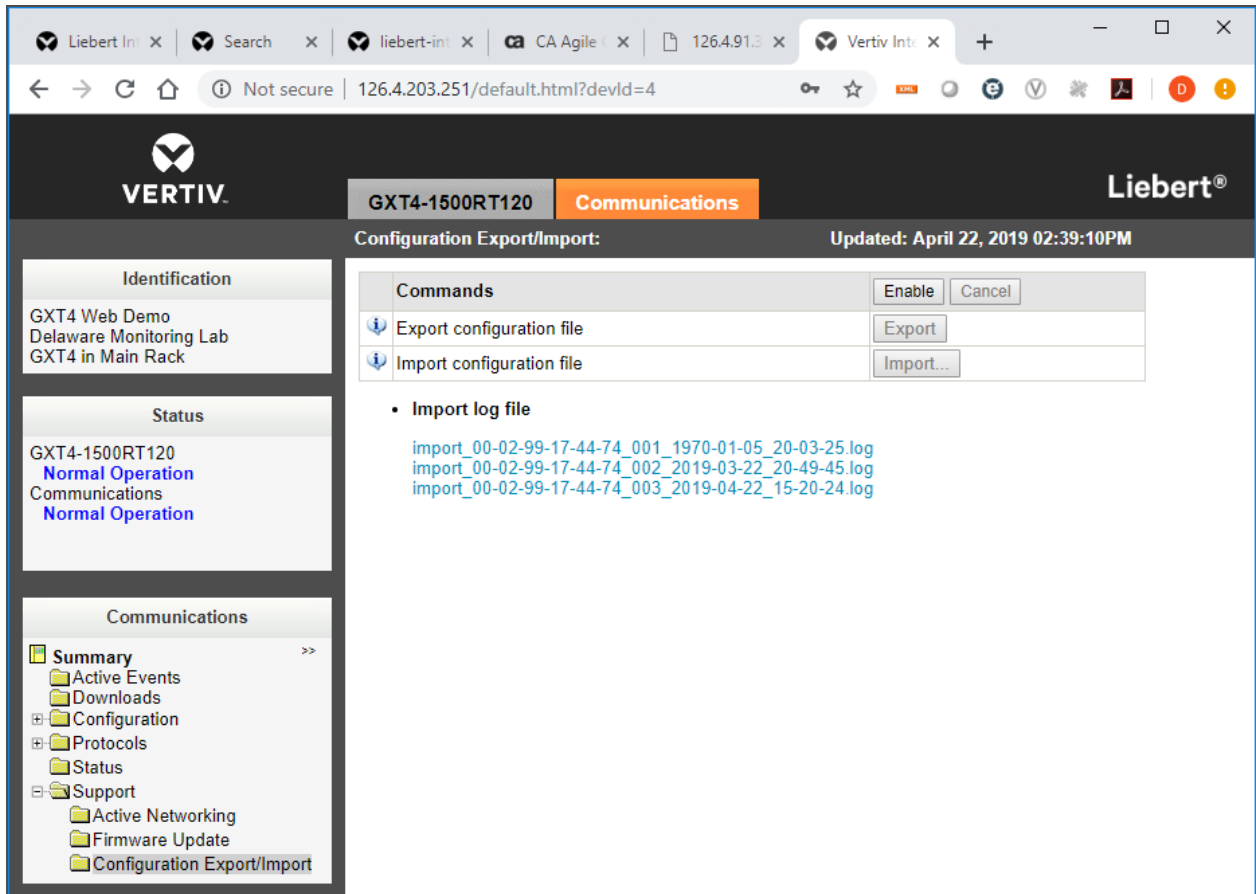 Liebert Int
Search
liebert-int
ca CA Agile C
126.4.91.3
Vertiv Inte
Not secure | 126.4.203.251/default.html?devId=4
XML
D
VERTIV.
GXT4-1500RT120
Communications
Liebert®
Configuration Export/Import:
Updated: April 22, 2019 02:39:10PM
Identification
GXT4 Web Demo
Delaware Monitoring Lab
GXT4 in Main Rack
Status
GXT4-1500RT120
Normal Operation
Communications
Normal Operation
Communications
Summary >>
Active Events
Downloads
Configuration
Protocols
Status
Support
Active Networking
Firmware Update
Configuration Export/Import
Commands Enable Cancel
Export configuration file Export
Import configuration file Import...
• Import log file
import_00-02-99-17-44-74_001_1970-01-05_20-03-25.log
import_00-02-99-17-44-74_002_2019-03-22_20-49-45.log
import_00-02-99-17-44-74_003_2019-04-22_15-20-24.log